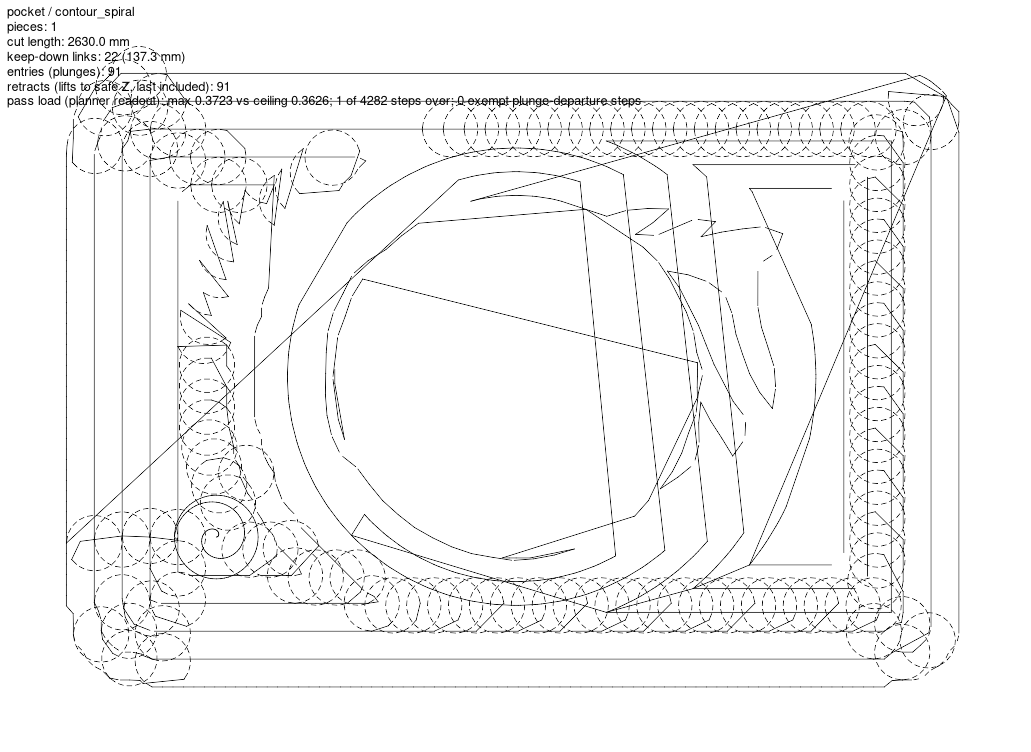 pocket / contour_spiral
pieces: 1
cut length: 2630.0 mm
keep-down links: 22 (137.3 mm)
entries (plunges): 91
retracts (lifts to safe Z, last included): 91
pass load (planner readout): max 0.3723 vs ceiling 0.3626; 1 of 4282 steps over; 0 exempt plunge-departure steps